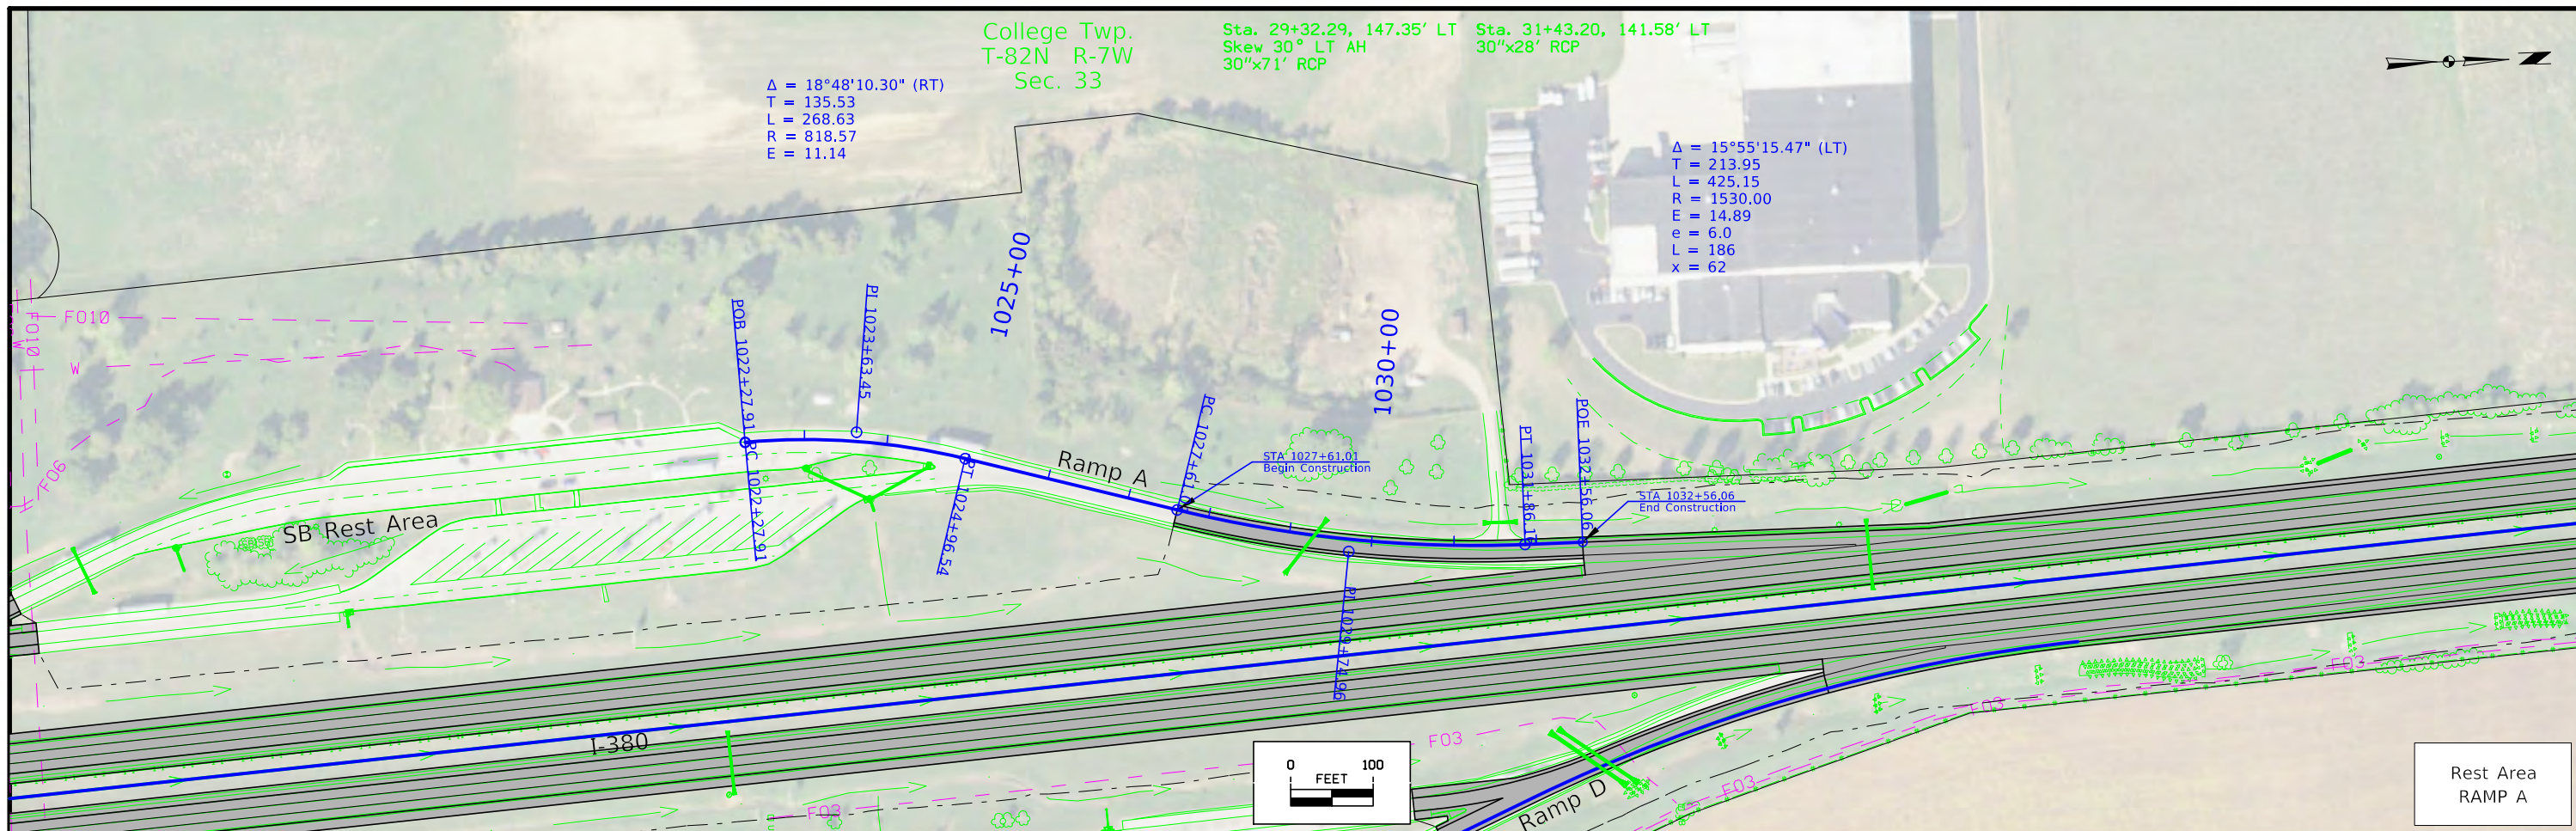 College Twp.
T-82N R-7W
Sec. 33
Sta. 29+32.29, 147.35' LT
Skew 30° LT AH
30"x71' RCP
Sta. 31+43.20, 141.58' LT
30"x28' RCP
Δ = 18°48'10.30" (RT)
T = 135.53
L = 268.63
R = 818.57
E = 11.14
Δ = 15°55'15.47" (LT)
T = 213.95
L = 425.15
R = 1530.00
E = 14.89
e = 6.0
L = 186
x = 62
F010
F010
W
W
F06
POB 1022+27.91
PC 1022+27.91
PI 1023+63.45
PT 1024+96.54
1025+00
Ramp A
PC 1027+61.0
STA 1027+61.01
Begin Construction
1030+00
PI 1029+74.96
PT 1031+86.17
POE 1032+56.06
STA 1032+56.06
End Construction
SB Rest Area
I-380
F03
F03
F03
F03
F03
Ramp D
0 100
FEET
Rest Area
RAMP A